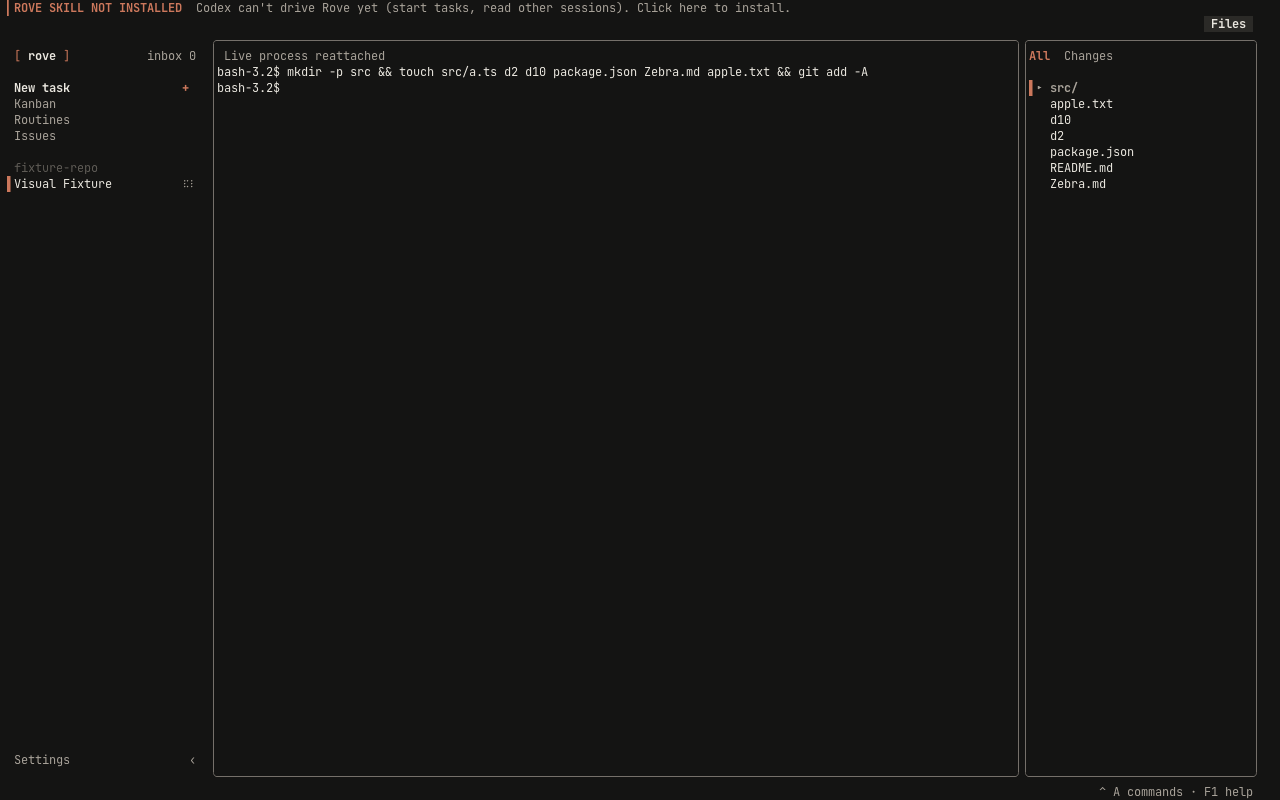 ROVE SKILL NOT INSTALLED  Codex can't drive Rove yet (start tasks, read other sessions). Click here to install.
Files
[ rove ]  inbox 0
New task  +
Kanban
Routines
Issues
fixture-repo
Visual Fixture
Settings  ‹
Live process reattached
bash-3.2$ mkdir -p src && touch src/a.ts d2 d10 package.json Zebra.md apple.txt && git add -A
bash-3.2$
All  Changes
▸ src/
apple.txt
d10
d2
package.json
README.md
Zebra.md
^ A commands · F1 help